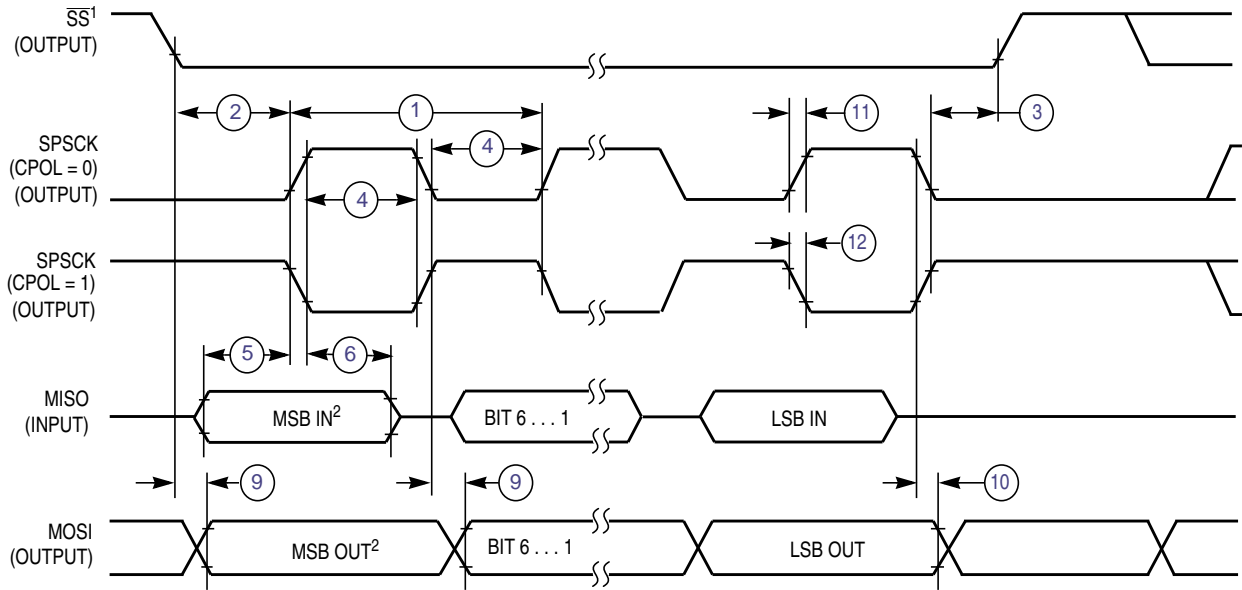 SS¹
(OUTPUT)
2
1
11
3
SPSCK
(CPOL = 0)
(OUTPUT)
4
4
12
SPSCK
(CPOL = 1)
(OUTPUT)
5
6
MISO
(INPUT)
MSB IN²
BIT 6 . . . 1
LSB IN
9
9
10
MOSI
(OUTPUT)
MSB OUT²
BIT 6 . . . 1
LSB OUT